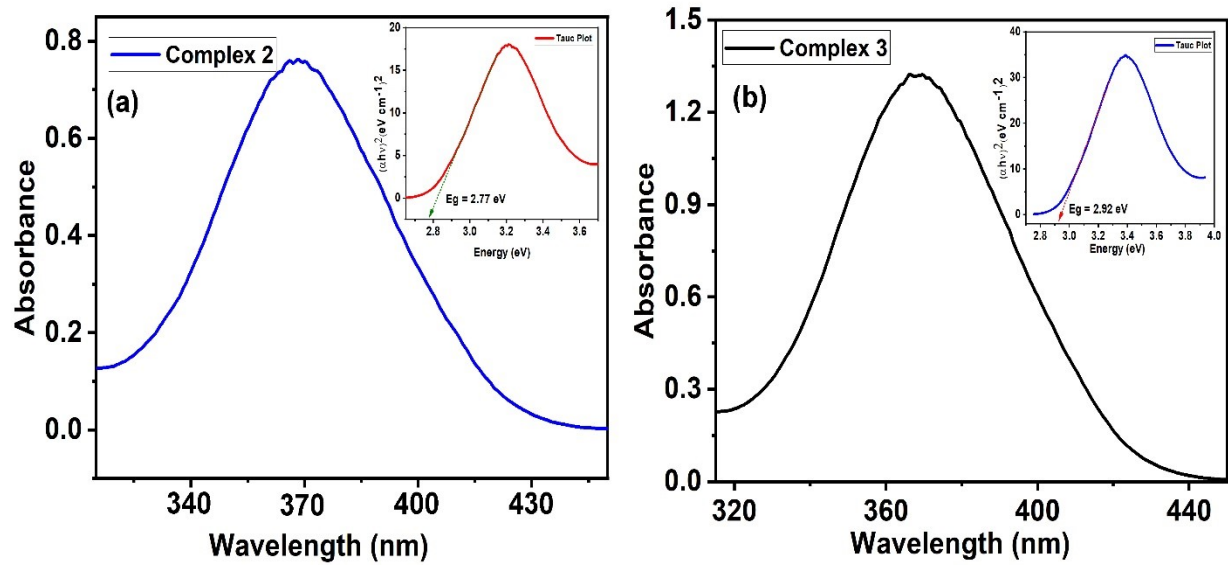 Complex 2
(a)
0.8
0.6
0.4
0.2
0.0
Absorbance
340
370
400
430
Wavelength (nm)
Tauc Plot
20
15
10
5
0
(αhν)²(eV cm⁻¹)2
Eg = 2.77 eV
2.8
3.0
3.2
3.4
3.6
Energy (eV)
Complex 3
(b)
1.5
1.2
0.9
0.6
0.3
0.0
Absorbance
320
360
400
440
Wavelength (nm)
Tauc Plot
40
30
20
10
0
(αhν)²(eV cm⁻¹)2
Eg = 2.92 eV
2.6
2.8
3.0
3.2
3.4
3.6
3.8
4.0
Energy (eV)